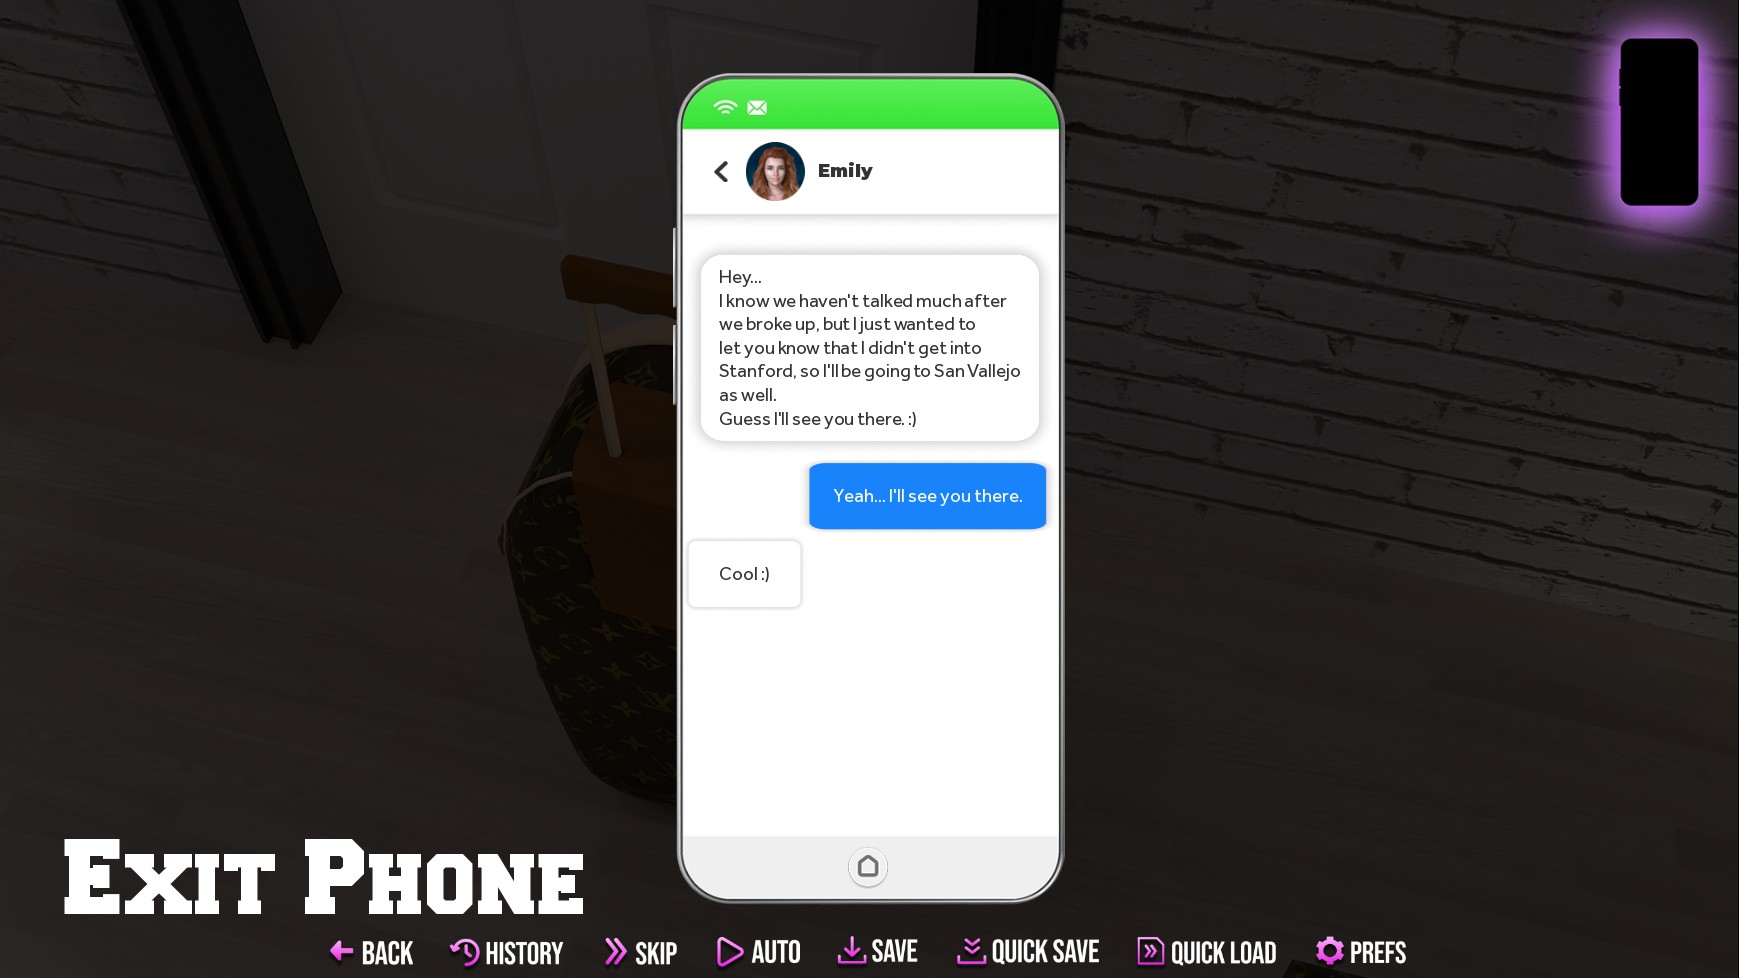 Emily
Hey...
I know we haven't talked much after
we broke up, but I just wanted to
let you know that I didn't get into
Stanford, so I'll be going to San Vallejo
as well.
Guess I'll see you there. :)
Yeah... I'll see you there.
Cool :)
Exit Phone
BACK HISTORY SKIP AUTO SAVE QUICK SAVE QUICK LOAD PREFS